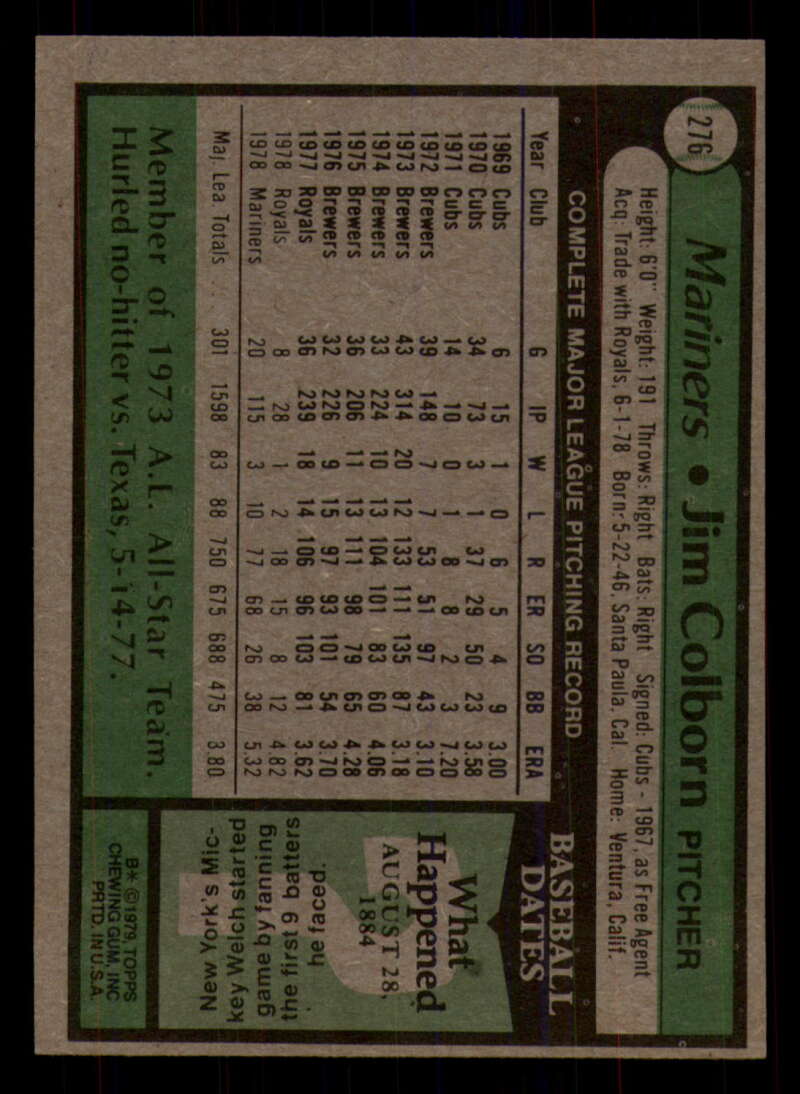 276
Mariners • Jim Colborn PITCHER
Height: 6'0" Weight: 191 Throws: Right Bats: Right Signed: Cubs - 1967, as Free Agent
Acq. Trade with Royals, 6-1-78 Born: 5-22-46, Santa Paula, Cal. Home: Ventura, Calif.
COMPLETE MAJOR LEAGUE PITCHING RECORD
Year Club G IP W L R ER SO BB ERA
1969 Cubs 6 15 1 0 6 5 4 9 3.00
1970 Cubs 34 73 3 1 37 29 50 23 3.58
1971 Cubs 14 10 0 1 8 8 2 3 7.20
1972 Brewers 39 148 7 7 53 51 97 43 3.10
1973 Brewers 43 314 20 12 133 111 135 87 3.18
1974 Brewers 33 224 10 13 104 101 83 60 4.06
1975 Brewers 36 206 11 13 111 98 79 65 4.28
1976 Brewers 32 226 9 15 97 93 101 54 3.70
1977 Royals 36 239 18 14 106 96 103 81 3.62
1978 Royals 8 28 1 2 18 15 8 12 4.82
1978 Mariners 20 115 3 10 77 68 26 38 5.32
Maj. Lea. Totals . . 301 1598 83 88 750 675 688 475 3.80
Member of 1973 A.L. All-Star Team.
Hurled no-hitter vs. Texas, 5-14-77.
BASEBALL
DATES
What
Happened
AUGUST 28,
1884
New York's Mic-
key Welch started
game by fanning
the first 9 batters
he faced.
B* ©1979, TOPPS
CHEWING GUM, INC
PRTD. IN U.S.A.